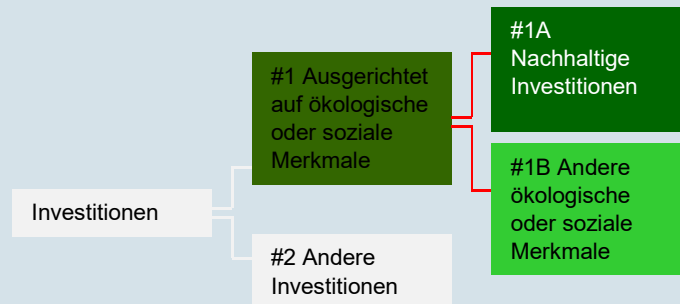 Investitionen
#1 Ausgerichtet
auf ökologische
oder soziale
Merkmale
#2 Andere
Investitionen
#1A
Nachhaltige
Investitionen
#1B Andere
ökologische
oder soziale
Merkmale